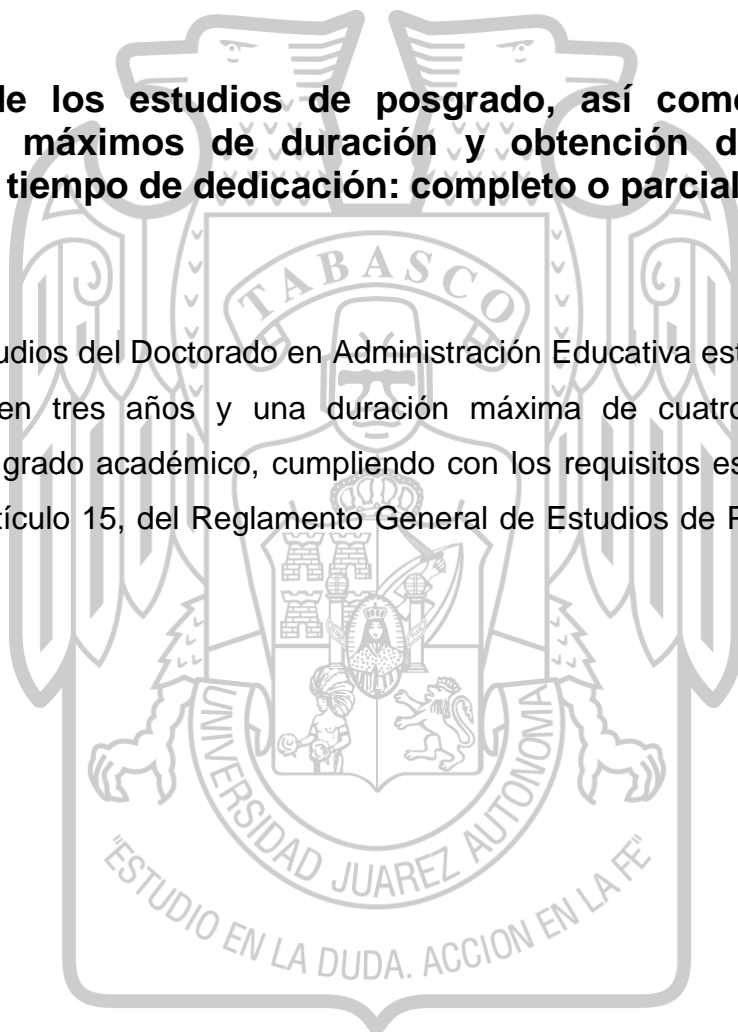 de los estudios de posgrado, así como
máximos de duración y obtención d
tiempo de dedicación: completo o parcial
TABASCO
udios del Doctorado en Administración Educativa est
en tres años y una duración máxima de cuatro
grado académico, cumpliendo con los requisitos es
tículo 15, del Reglamento General de Estudios de P
UNIVERSIDAD JUAREZ AUTONOMA
"ESTUDIO EN LA DUDA. ACCION EN LA FE"